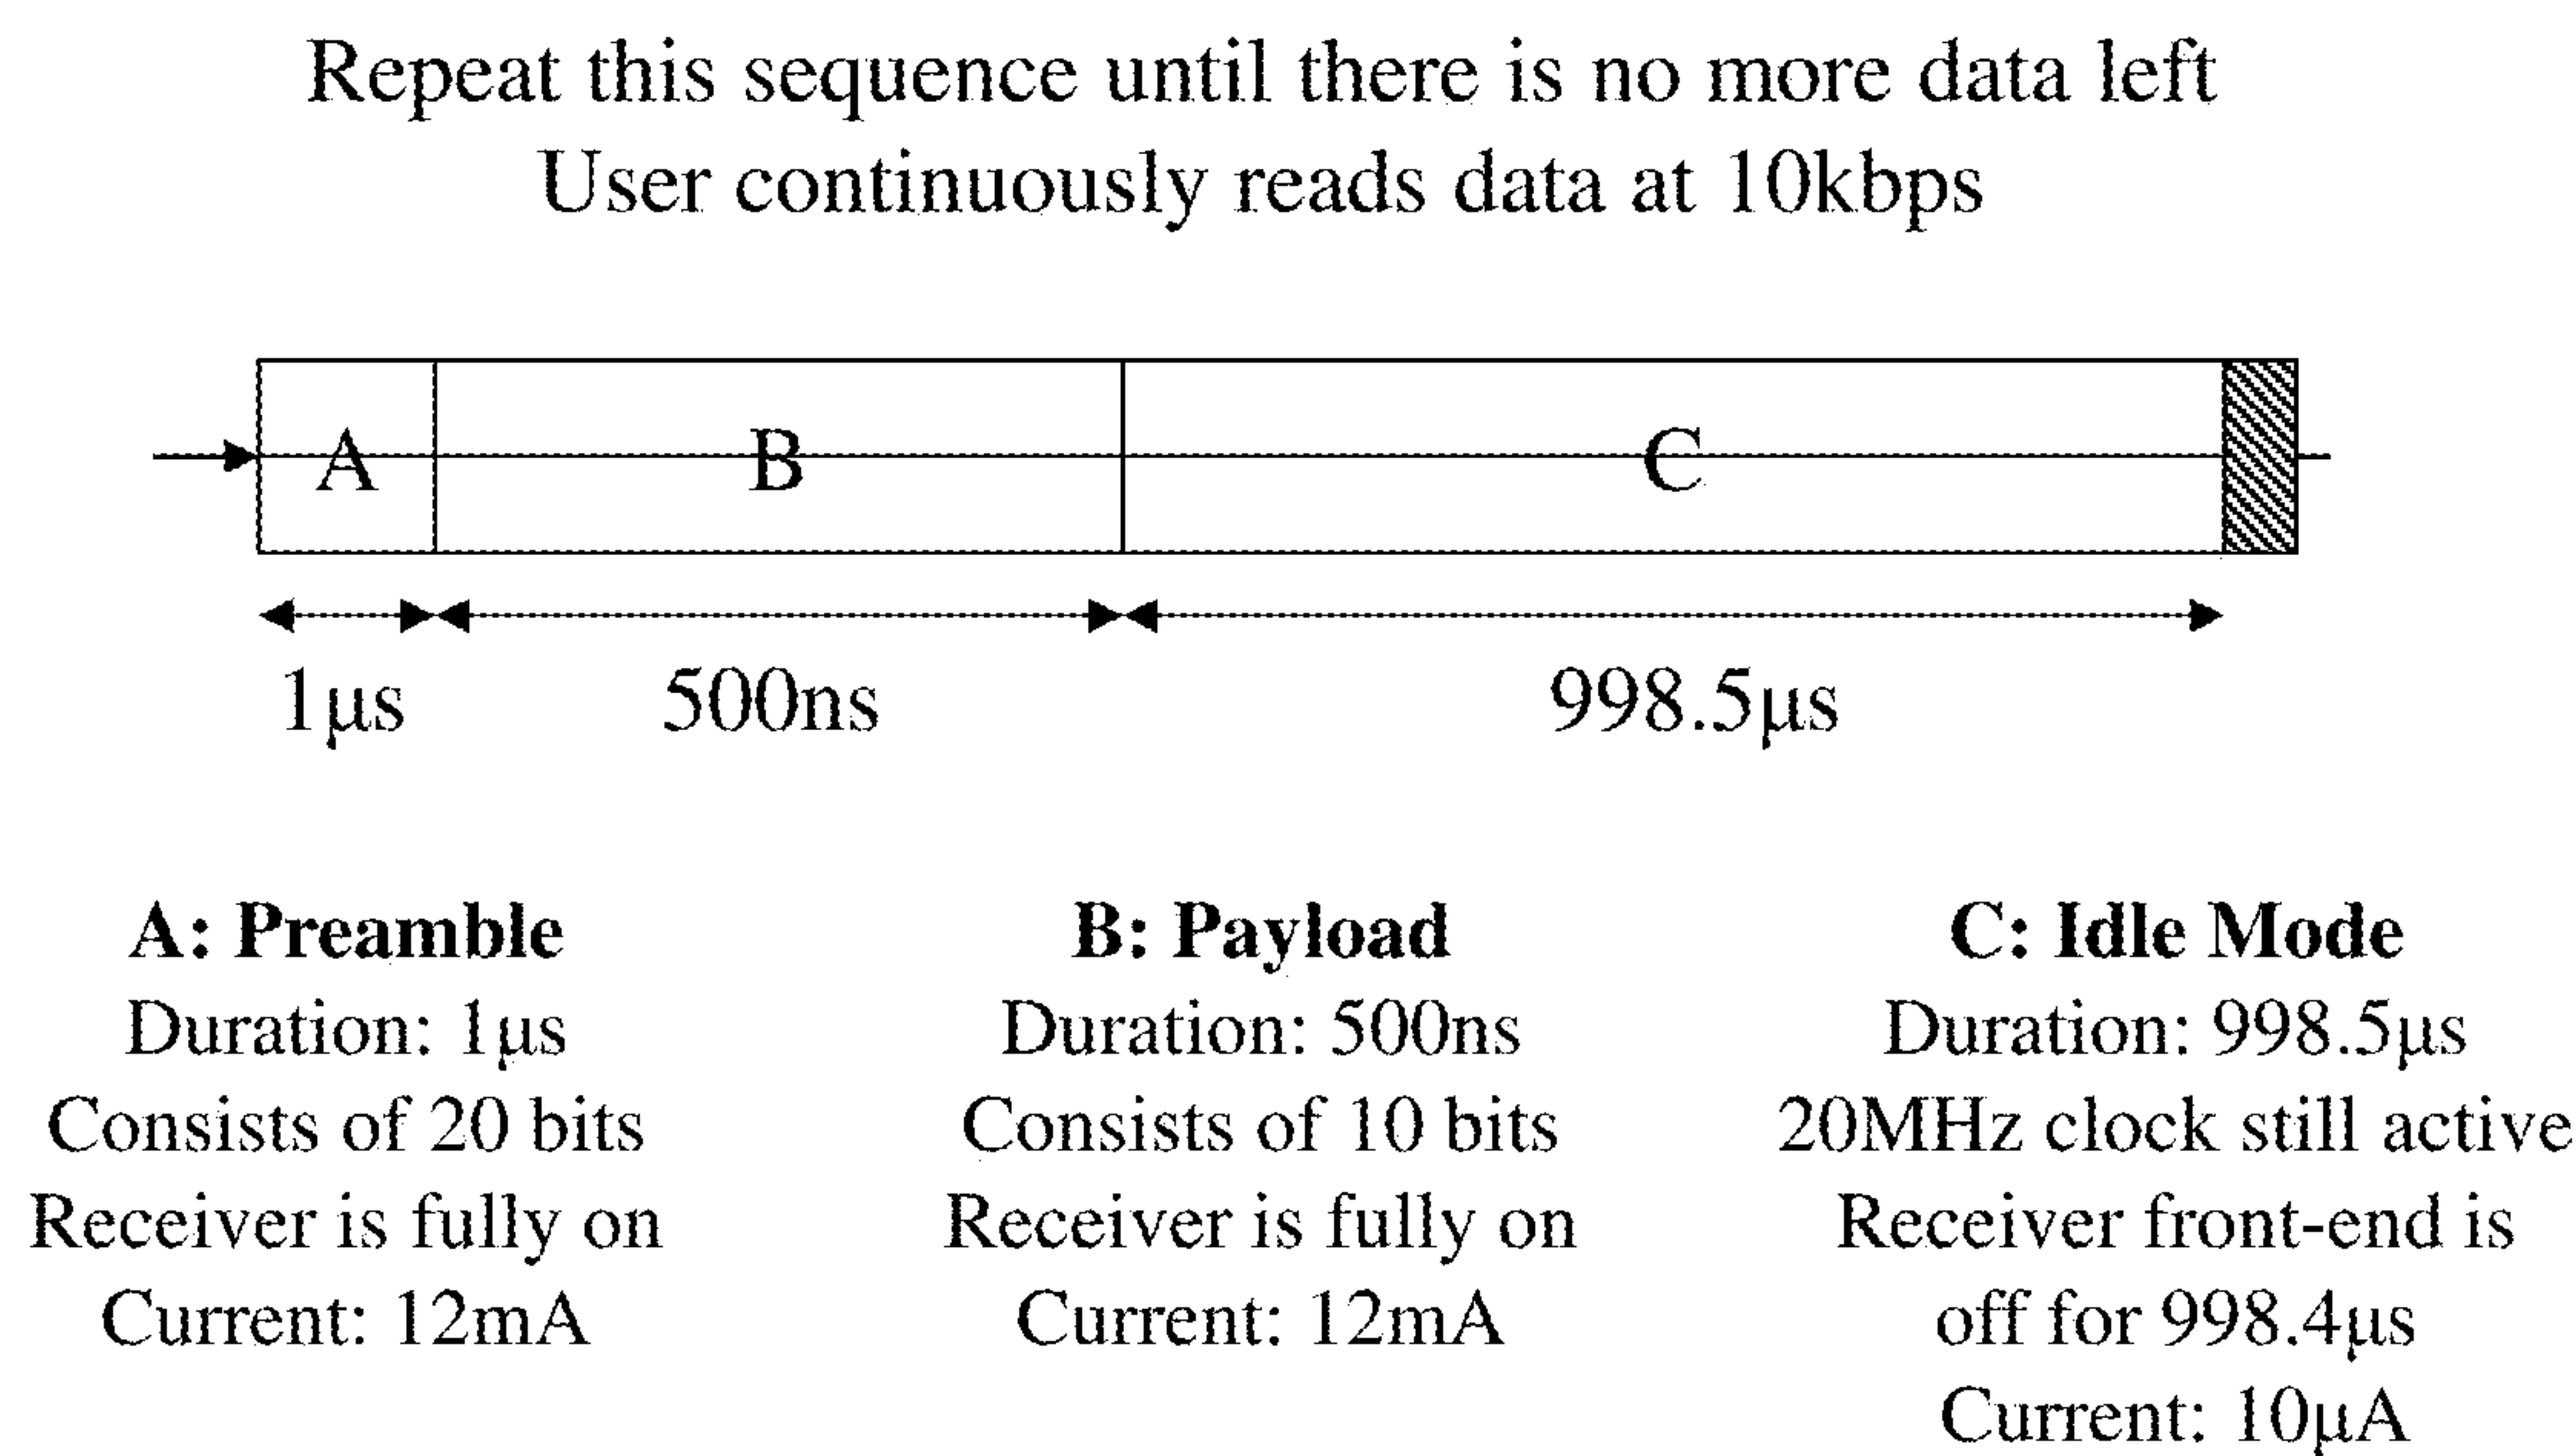 Repeat this sequence until there is no more data left
User continuously reads data at 10kbps
A
B
C
1μs
500ns
998.5μs
A: Preamble
Duration: 1μs
Consists of 20 bits
Receiver is fully on
Current: 12mA
B: Payload
Duration: 500ns
Consists of 10 bits
Receiver is fully on
Current: 12mA
C: Idle Mode
Duration: 998.5μs
20MHz clock still active
Receiver front-end is
off for 998.4μs
Current: 10μA